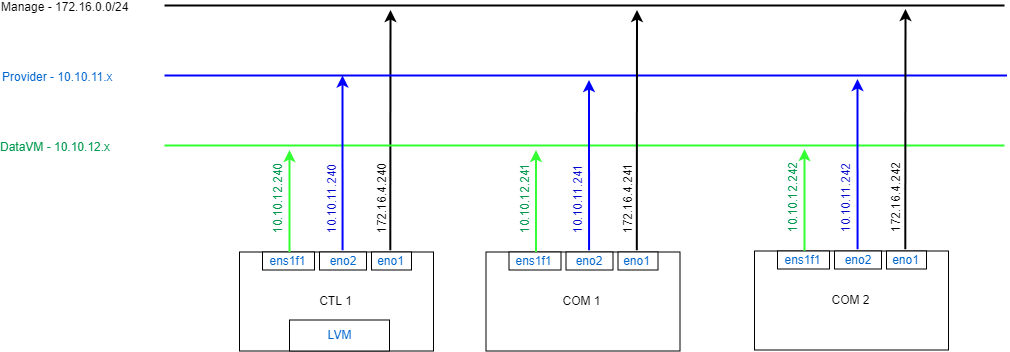 Manage - 172.16.0.0/24
Provider - 10.10.11.x
DataVM - 10.10.12.x
10.10.12.240
10.10.11.240
172.16.4.240
10.10.12.241
10.10.11.241
172.16.4.241
10.10.12.242
10.10.11.242
172.16.4.242
ens1f1
eno2
eno1
ens1f1
eno2
eno1
ens1f1
eno2
eno1
CTL 1
COM 1
COM 2
LVM